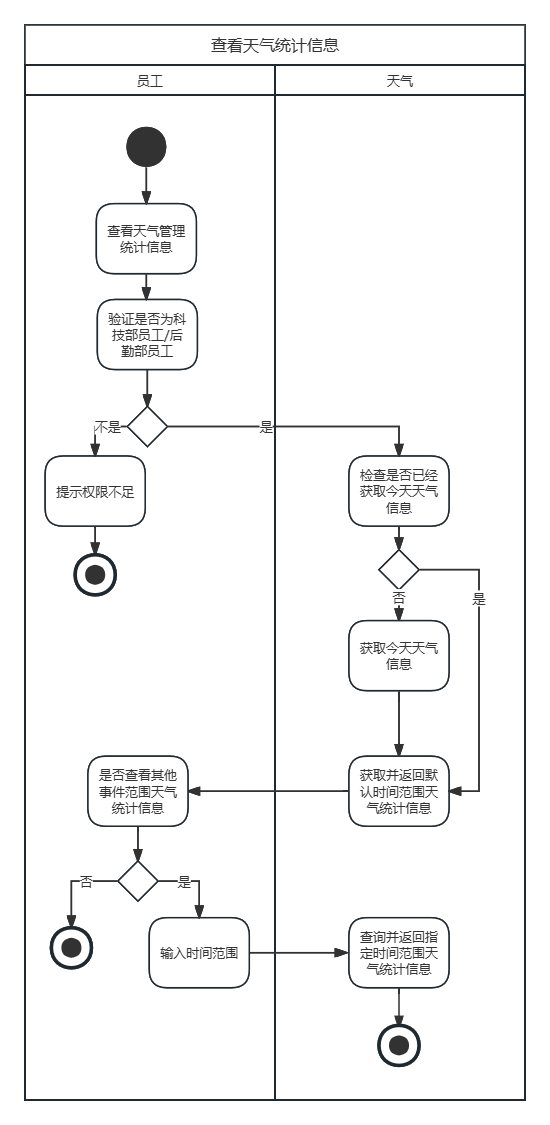 查看天气统计信息
员工
天气
查看天气管理
统计信息
验证是否为科
技部员工/后
勤部员工
不是
是
提示权限不足
检查是否已经
获取今天天气
信息
否
是
获取今天天气
信息
是否查看其他
事件范围天气
统计信息
获取并返回默
认时间范围天
气统计信息
否
是
输入时间范围
查询并返回指
定时间范围天
气统计信息